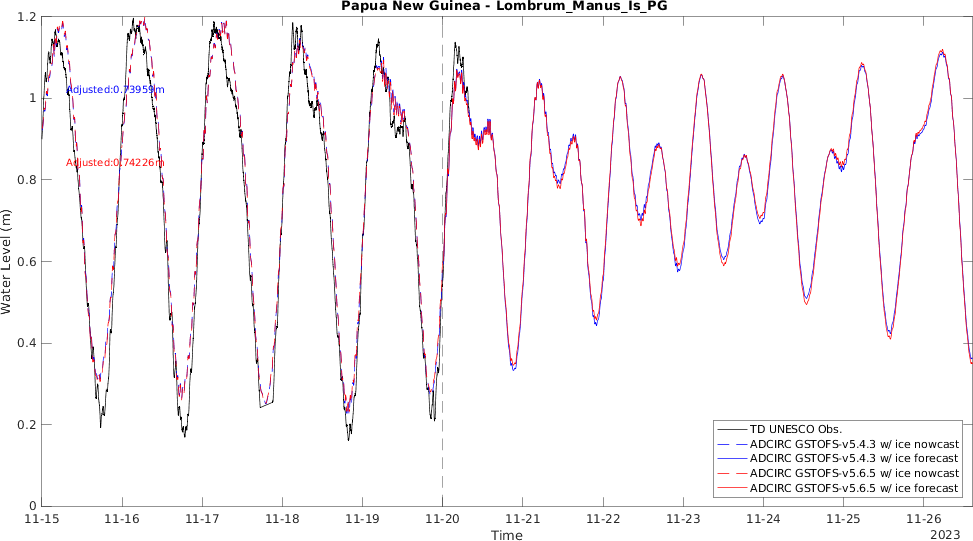 Papua New Guinea - Lombrum_Manus_Is_PG
1.2
1
0.8
0.6
0.4
0.2
0
Water Level (m)
Adjusted:0.73959m
Adjusted:0.74226m
TD UNESCO Obs.
ADCIRC GSTOFS-v5.4.3 w/ ice nowcast
ADCIRC GSTOFS-v5.4.3 w/ ice forecast
ADCIRC GSTOFS-v5.6.5 w/ ice nowcast
ADCIRC GSTOFS-v5.6.5 w/ ice forecast
11-15 11-16 11-17 11-18 11-19 11-20 11-21 11-22 11-23 11-24 11-25 11-26
Time
2023